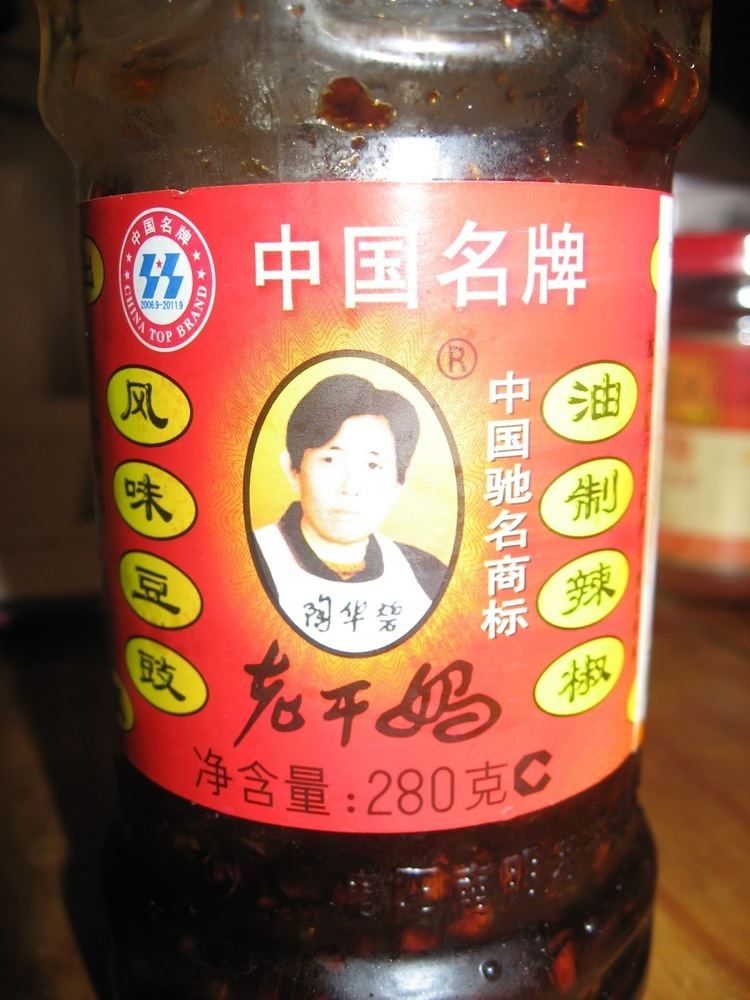 中国名牌
2006.9-2011.9
CHINA TOP BRAND
中国名牌
®
风味豆豉
油制辣椒
中国驰名商标
陶华碧
老干妈
净含量:280克C